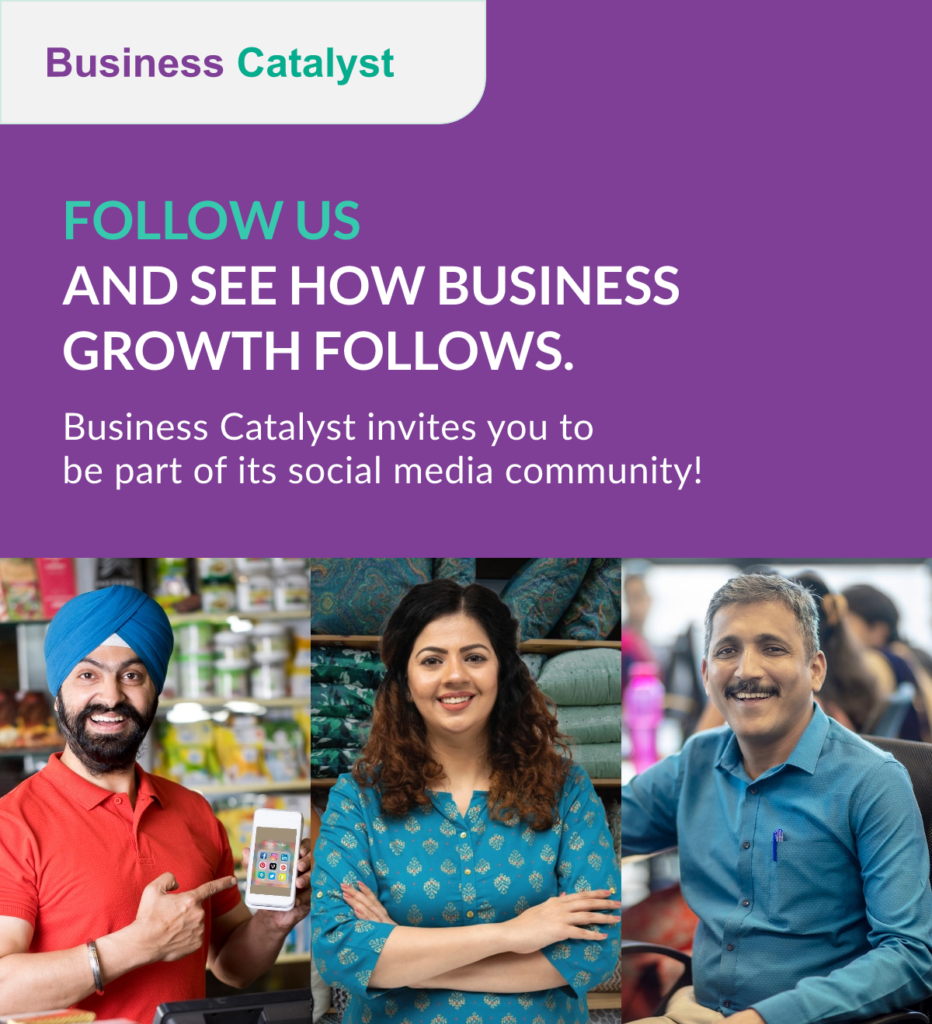 Business Catalyst
FOLLOW US
AND SEE HOW BUSINESS
GROWTH FOLLOWS.
Business Catalyst invites you to
be part of its social media community!